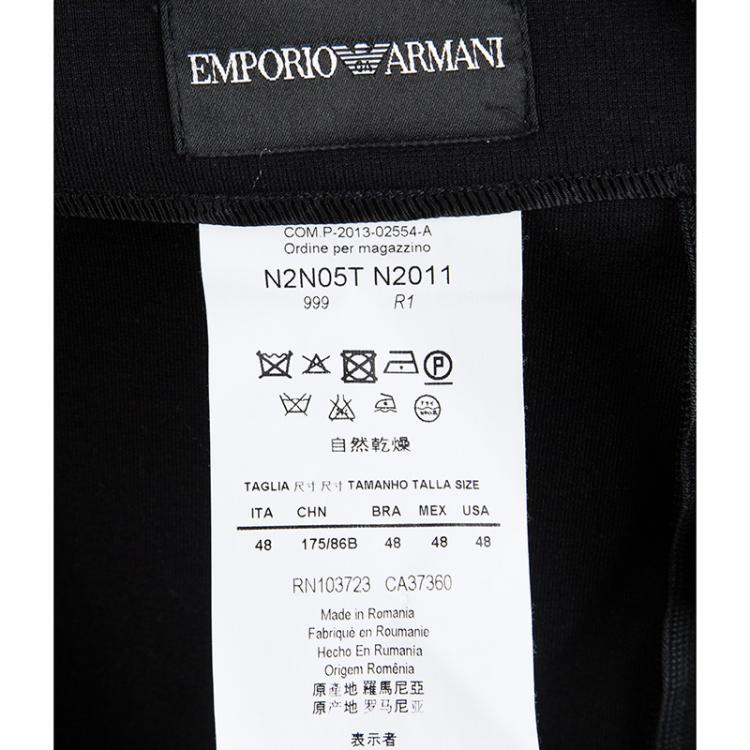 EMPORIO ARMANI
COM.P-2013-02554-A
Ordine per magazzino
N2N05T N2011
999 R1
P
自然乾燥
TAGLIA 尺寸 尺寸 TAMANHO TALLA SIZE
ITA CHN BRA MEX USA
48 175/86B 48 48 48
RN103723 CA37360
Made in Romania
Fabriqué en Roumanie
Hecho En Rumanía
Origem Romênia
原產地 羅馬尼亞
原产地 罗马尼亚
表示者